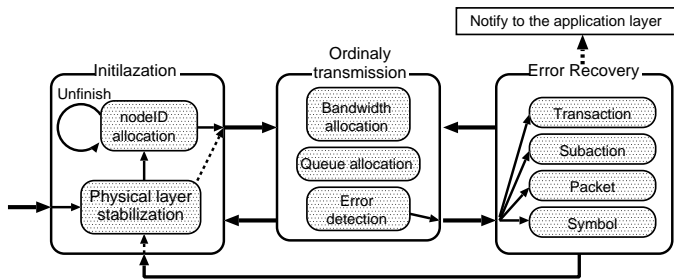 Notify to the application layer
Initilazation
Ordinaly
transmission
Error Recovery
Unfinish
nodeID
allocation
Physical layer
stabilization
Bandwidth
allocation
Queue allocation
Error
detection
Transaction
Subaction
Packet
Symbol